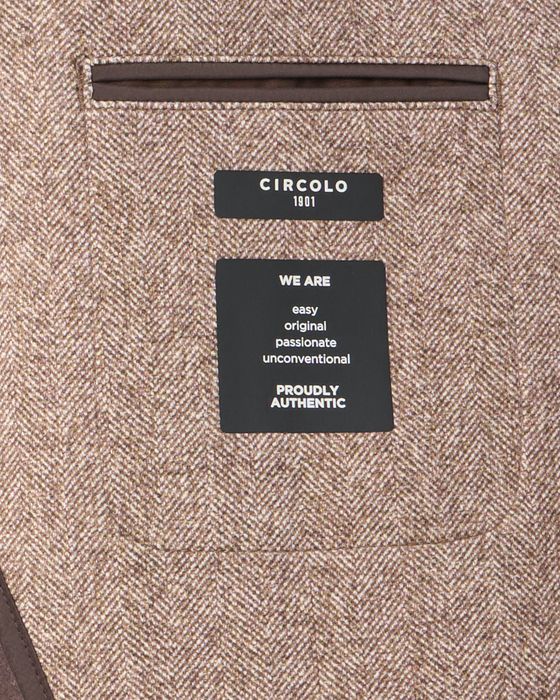 CIRCOLO
1901
WE ARE
easy
original
passionate
unconventional
PROUDLY
AUTHENTIC